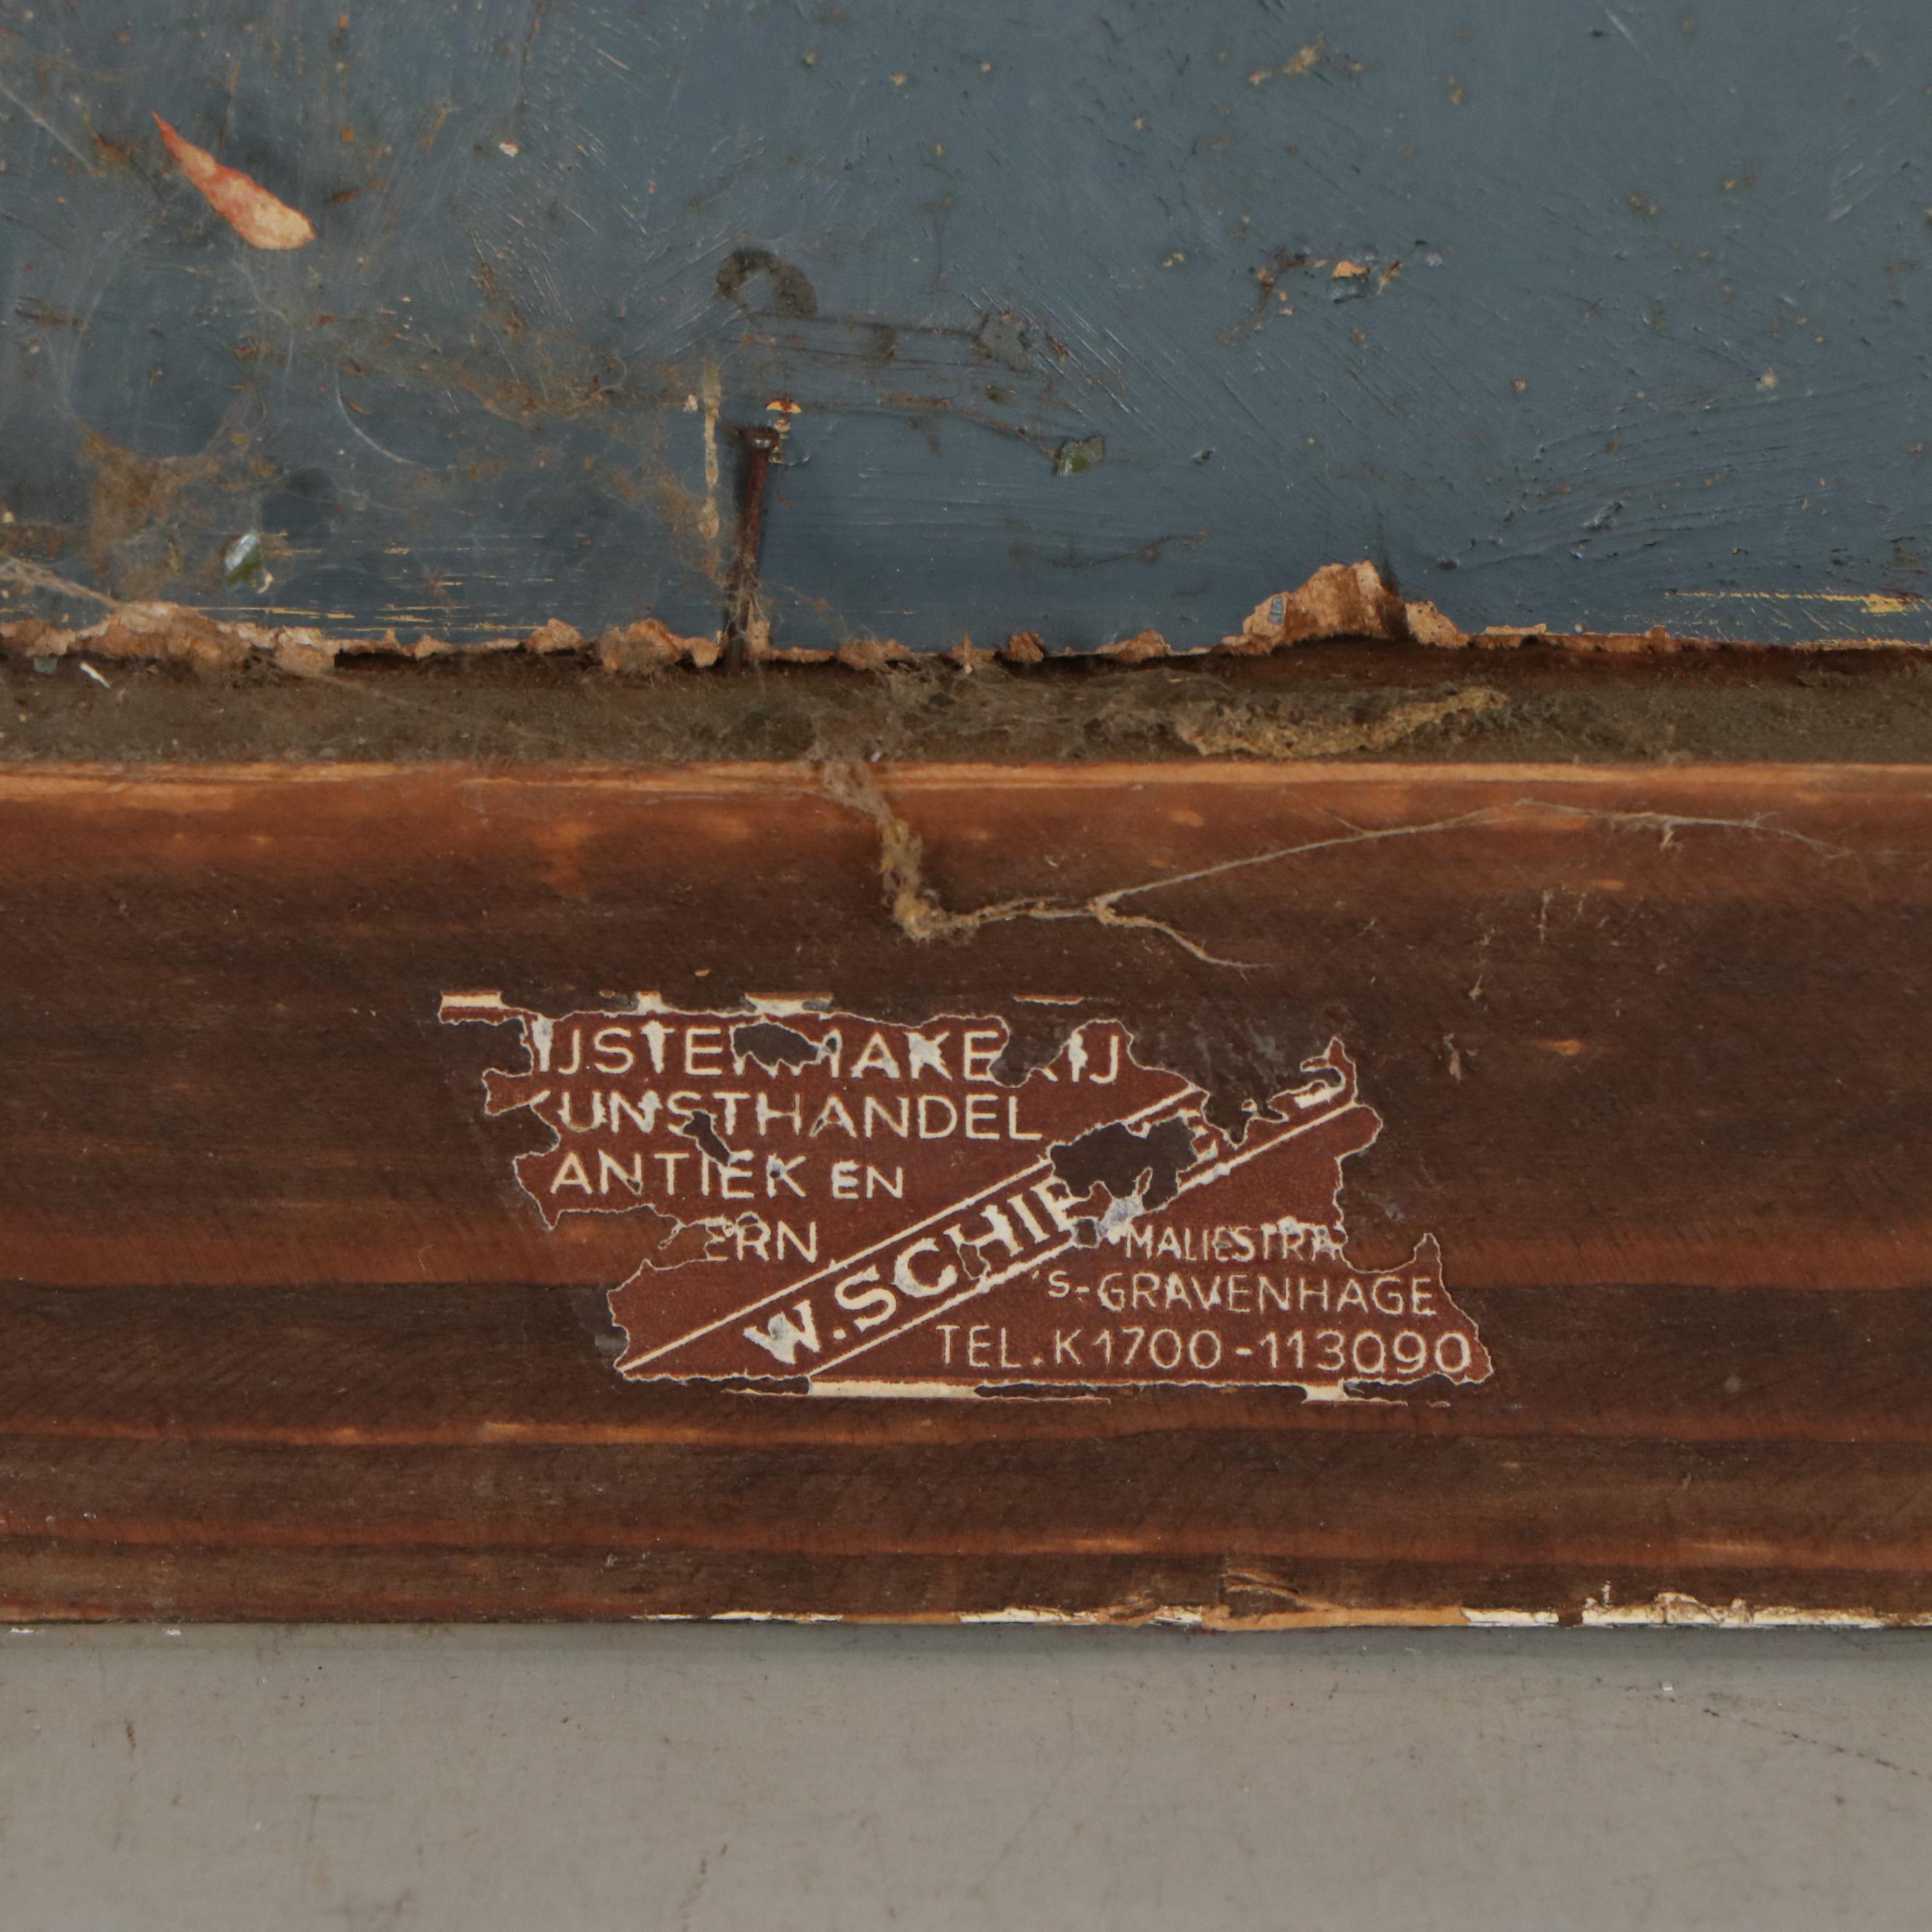 IJSTENMAKERIJ
KUNSTHANDEL
ANTIEK EN
ERN
W. SCHIE
MALIESTRA
's-GRAVENHAGE
TEL. K1700-113090